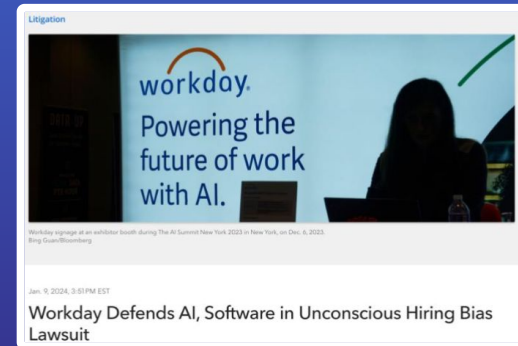 Litigation
workday.
Powering the
future of work
with AI.
Workday signage at an exhibitor booth during The AI Summit New York 2023 in New York, on Dec. 6, 2023.
Bing Guan/Bloomberg
Jan. 9, 2024, 3:51 PM EST
Workday Defends AI, Software in Unconscious Hiring Bias
Lawsuit